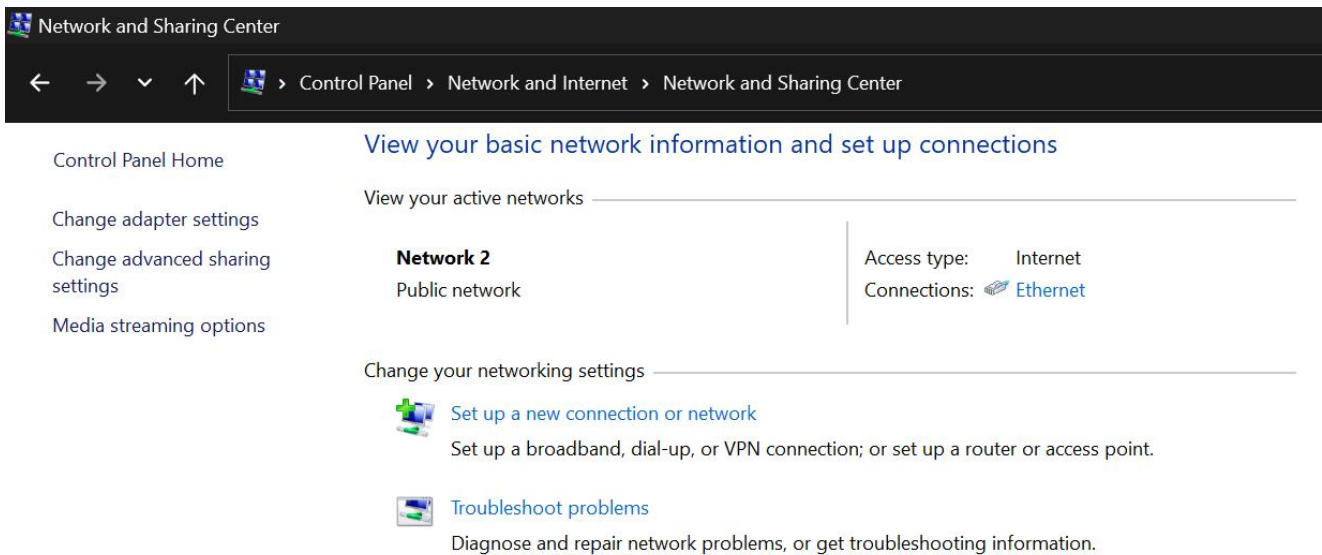 Network and Sharing Center
Control Panel > Network and Internet > Network and Sharing Center
Control Panel Home
Change adapter settings
Change advanced sharing
settings
Media streaming options
View your basic network information and set up connections
View your active networks
Network 2
Public network
Access type: Internet
Connections: Ethernet
Change your networking settings
Set up a new connection or network
Set up a broadband, dial-up, or VPN connection; or set up a router or access point.
Troubleshoot problems
Diagnose and repair network problems, or get troubleshooting information.